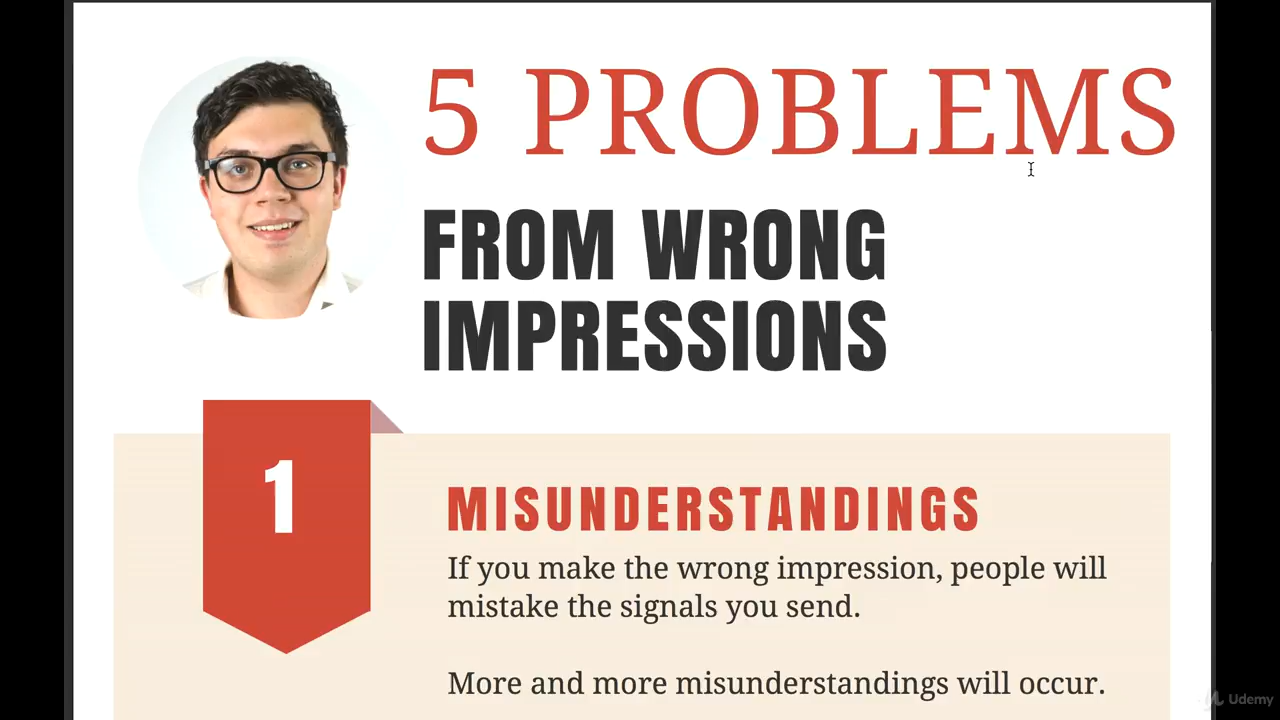 5 PROBLEMS
FROM WRONG
IMPRESSIONS
1
MISUNDERSTANDINGS
If you make the wrong impression, people will
mistake the signals you send.
More and more misunderstandings will occur.
Udemy